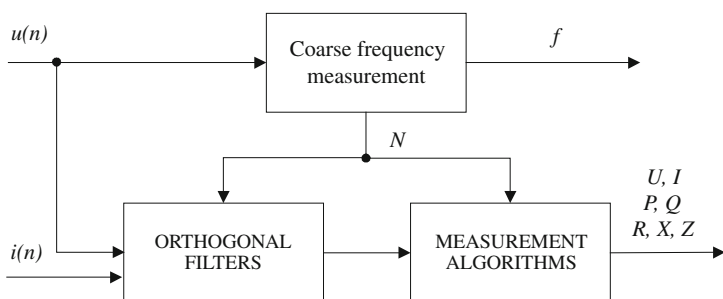 u(n)
Coarse frequency
measurement
f
N
U, I
P, Q
R, X, Z
i(n)
ORTHOGONAL
FILTERS
MEASUREMENT
ALGORITHMS